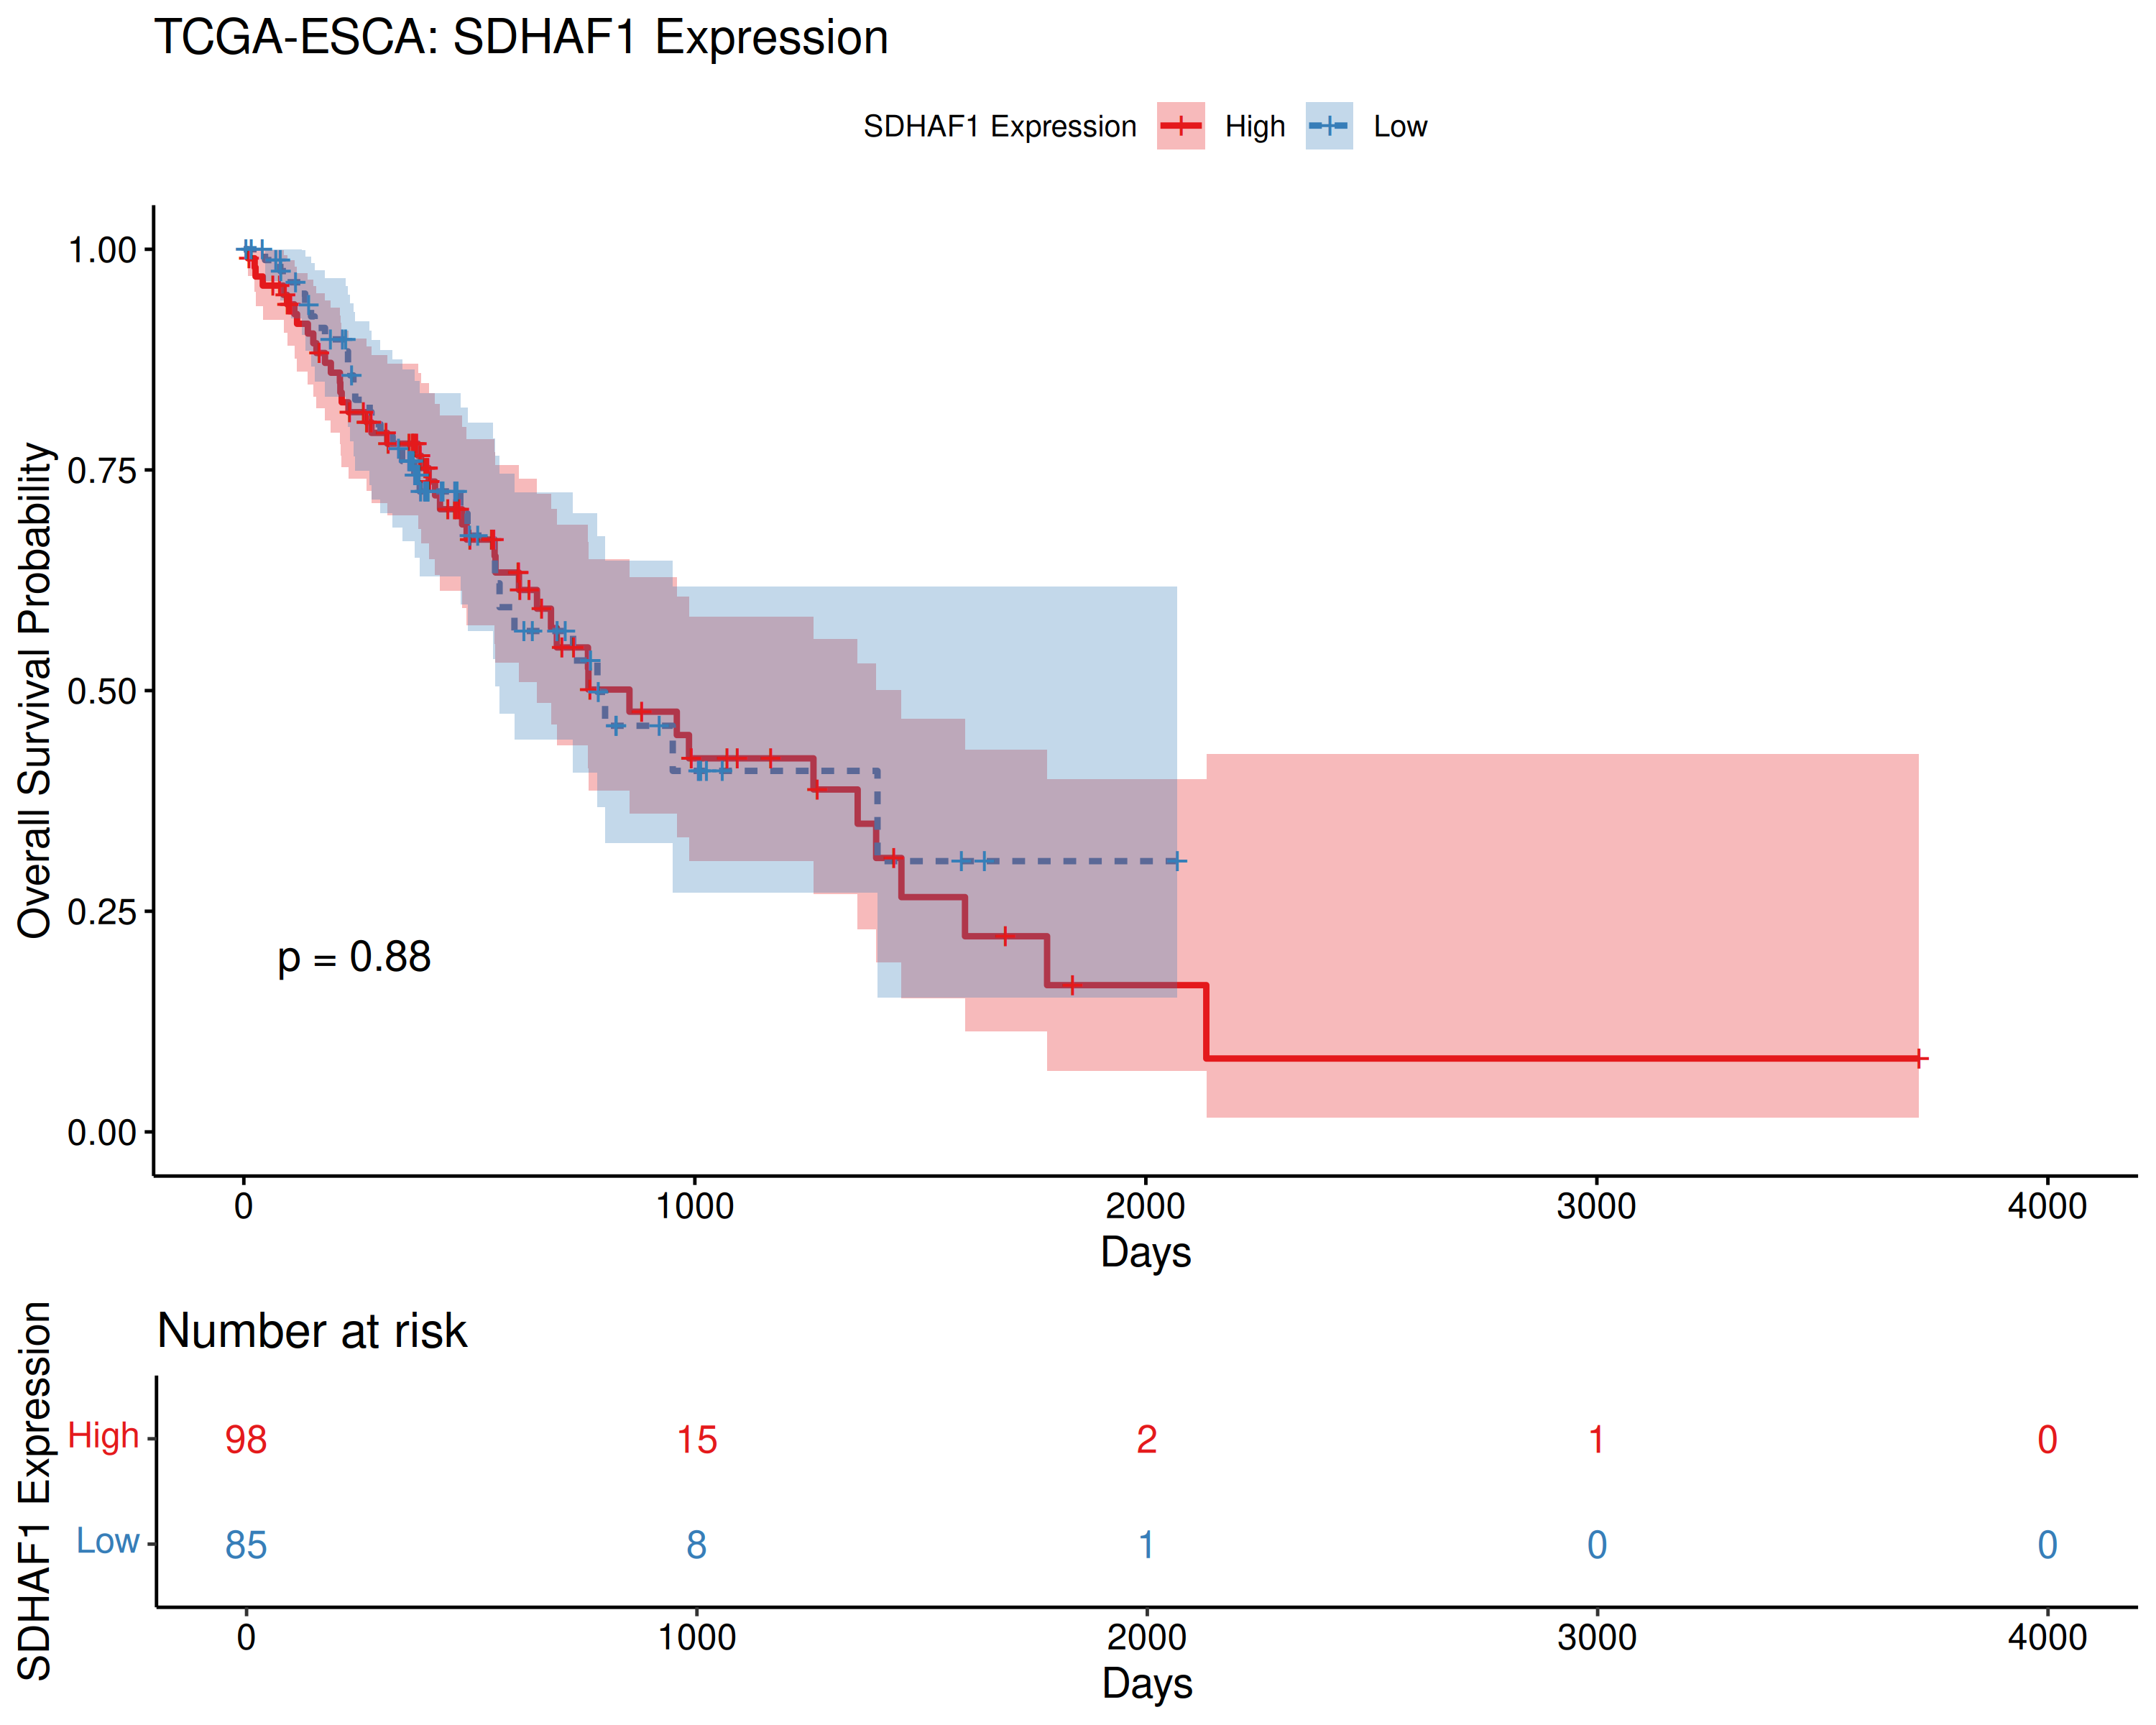 TCGA-ESCA: SDHAF1 Expression
SDHAF1 Expression High Low
Overall Survival Probability
1.00
0.75
0.50
0.25
0.00
p = 0.88
0 1000 2000 3000 4000
Days
Number at risk
SDHAF1 Expression
High 98 15 2 1 0
Low 85 8 1 0 0
0 1000 2000 3000 4000
Days